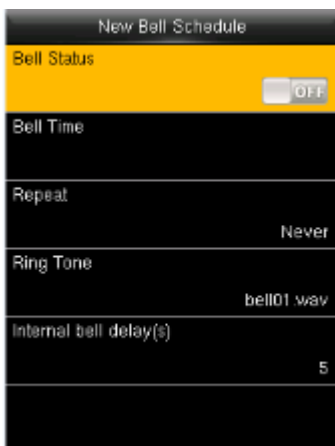 New Bell Schedule
Bell Status
OFF
Bell Time
Repeat
Never
Ring Tone
bell01.wav
Internal bell delay(s)
5